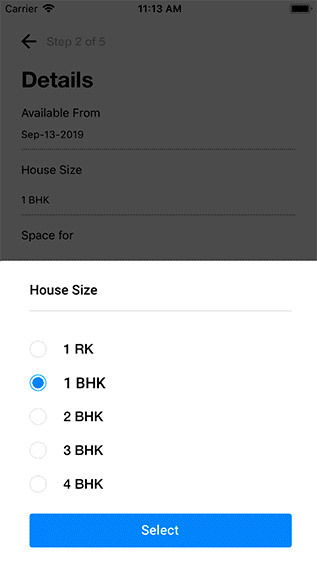 Carrier 11:13 AM
Step 2 of 5
Details
Available From
Sep-13-2019
House Size
1 BHK
Space for
House Size
1 RK
1 BHK
2 BHK
3 BHK
4 BHK
Select